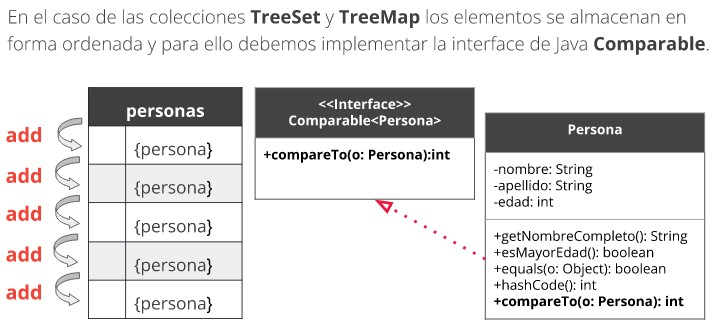 En el caso de las colecciones TreeSet y TreeMap los elementos se almacenan en
forma ordenada y para ello debemos implementar la interface de Java Comparable.
personas
add
{persona}
add
{persona}
add
{persona}
add
{persona}
add
{persona}
<<Interface>>
Comparable<Persona>
+compareTo(o: Persona):int
Persona
-nombre: String
-apellido: String
-edad: int
+getNombreCompleto(): String
+esMayorEdad(): boolean
+equals(o: Object): boolean
+hashCode(): int
+compareTo(o: Persona): int